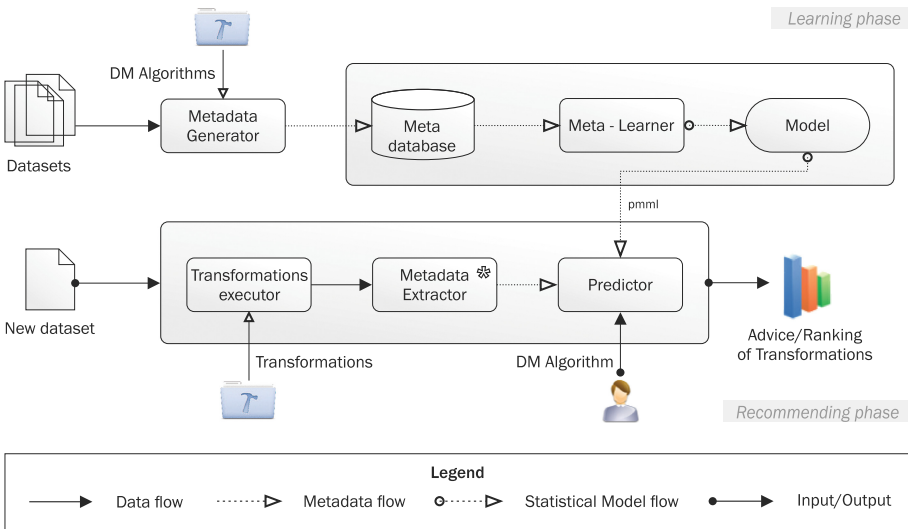 Learning phase
DM Algorithms
Metadata
Generator
Datasets
Meta
database
Meta - Learner
Model
pmml
New dataset
Transformations
executor
Metadata
Extractor
Predictor
Transformations
DM Algorithm
Advice/Ranking
of Transformations
Recommending phase
Legend
Data flow
Metadata flow
Statistical Model flow
Input/Output